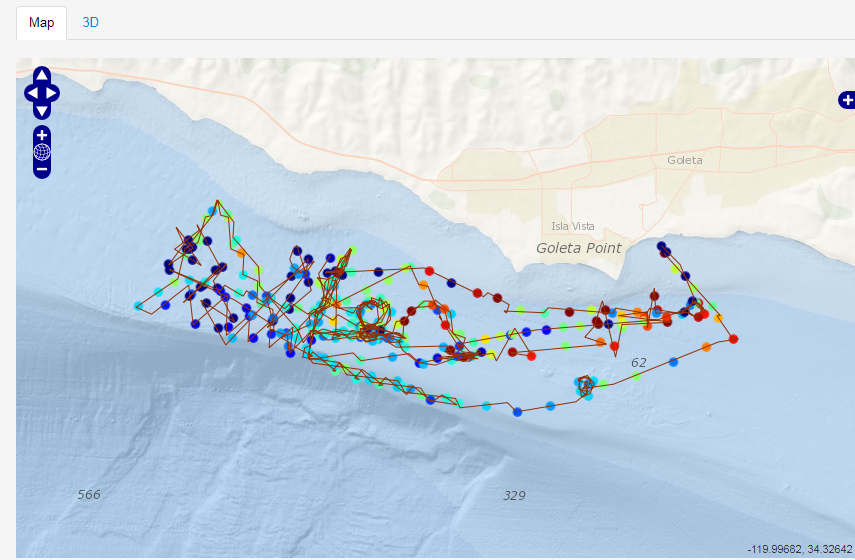 Map 3D
Goleta
Isla Vista
Goleta Point
62
566
329
-119.99682, 34.32642